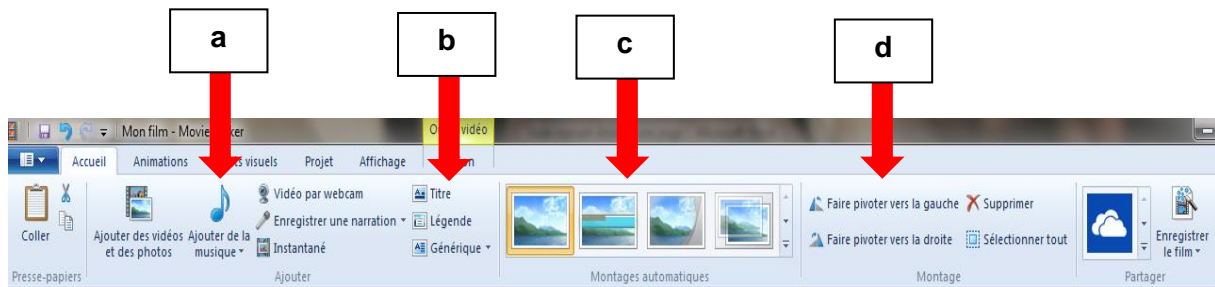 a b c d
Mon film - Movie
vidéo
Accueil Animations visuels Projet Affichage
Vidéo par webcam Titre
Faire pivoter vers la gauche Supprimer
Coller Ajouter des vidéos et des photos Ajouter de la musique Enregistrer une narration Légende
Instantané Générique
Faire pivoter vers la droite Sélectionner tout
Enregistrer le film
Presse-papiers Ajouter Montages automatiques Montage Partager